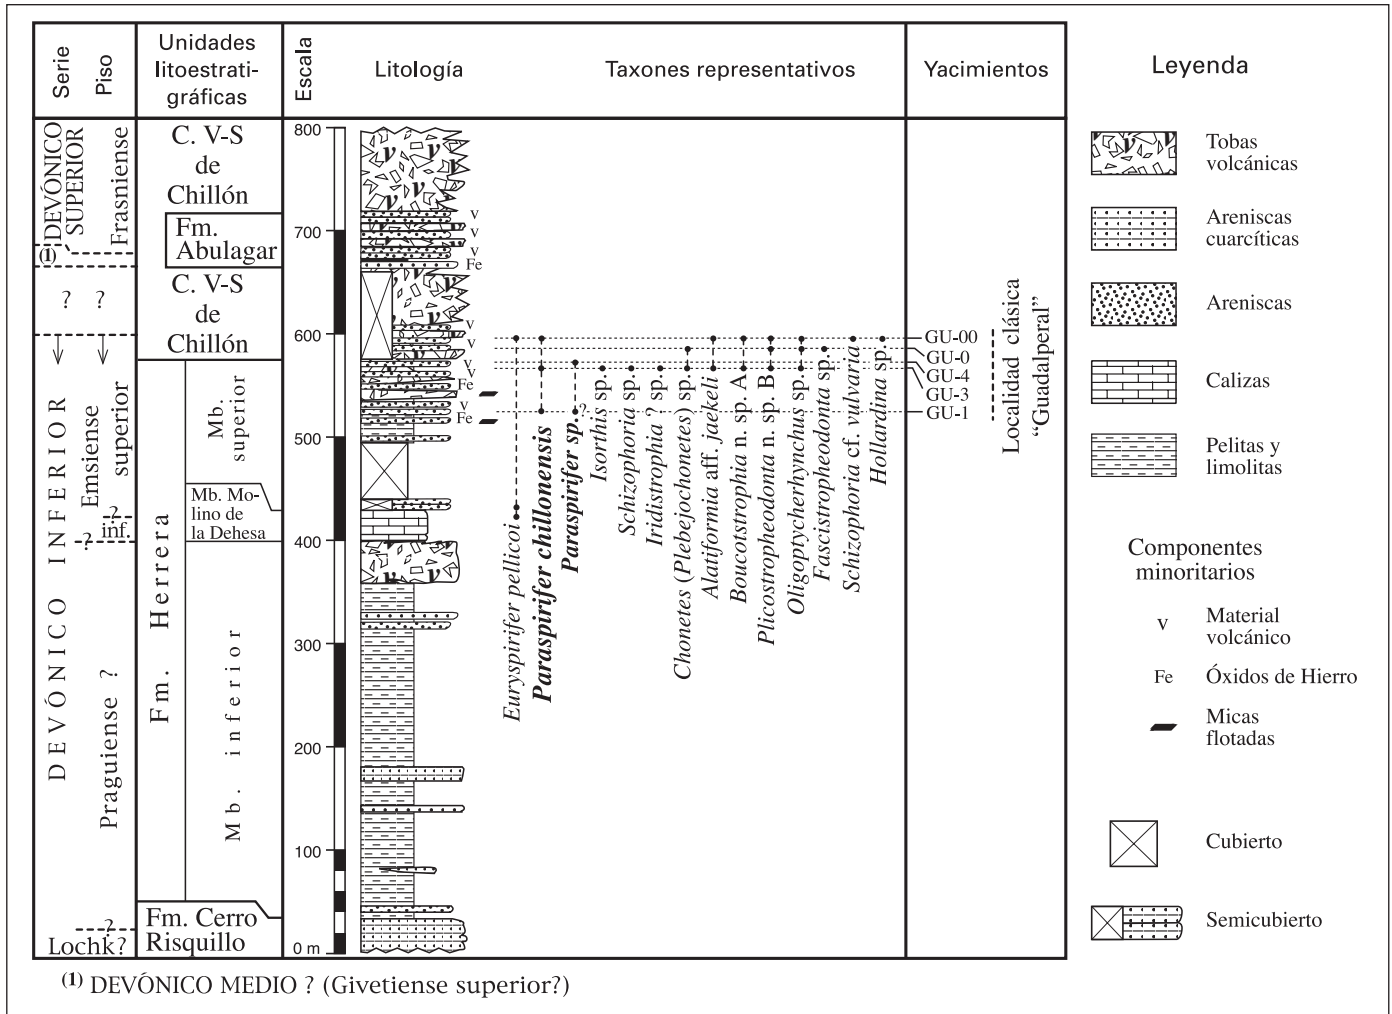 Serie
Piso
Unidades
litoestrati-
gráficas
Escala
Litología
Taxones representativos
Yacimientos
DEVÓNICO
SUPERIOR
Frasniense
(1)
? ?
DEVÓNICO INFERIOR
Emsiense
superior
?
inf.
?
Praguiense ?
?
Lochk?
C. V-S
de
Chillón
Fm.
Abulagar
C. V-S
de
Chillón
Fm. Herrera
Mb.
superior
Mb. Mo-
lino de
la Dehesa
Mb. inferior
Fm. Cerro
Risquillo
800
700
600
500
400
300
200
100
0 m
v
v
v
Fe
v
v
v
v
Fe
v
Fe
Euryspirifer pellicoi
Paraspirifer chillonensis
Paraspirifer sp.
?
Isorthis sp.
Schizophoria sp.
Iridistrophia ? sp.
Chonetes (Plebejochonetes) sp.
Alatiformia aff. jaekeli
Boucotstrophia n. sp. A
Plicostropheodonta n. sp. B
Oligoptycherhynchus sp.
Fascistropheodonta sp.
Schizophoria cf. vulvaria
Hollardina sp.
GU-00
GU-0
GU-4
GU-3
GU-1
Localidad clásica
“Guadalperal”
Leyenda
Tobas
volcánicas
Areniscas
cuarcíticas
Areniscas
Calizas
Pelitas y
limolitas
Componentes
minoritarios
v Material
volcánico
Fe Óxidos de Hierro
Micas
flotadas
Cubierto
Semicubierto
(1) DEVÓNICO MEDIO ? (Givetiense superior?)